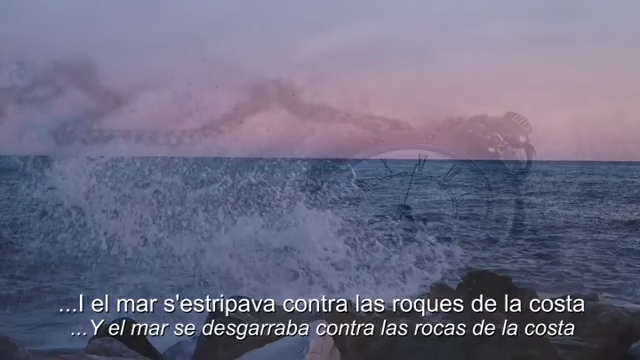 ...I el mar s'estripava contra las roques de la costa
...Y el mar se desgarraba contra las rocas de la costa